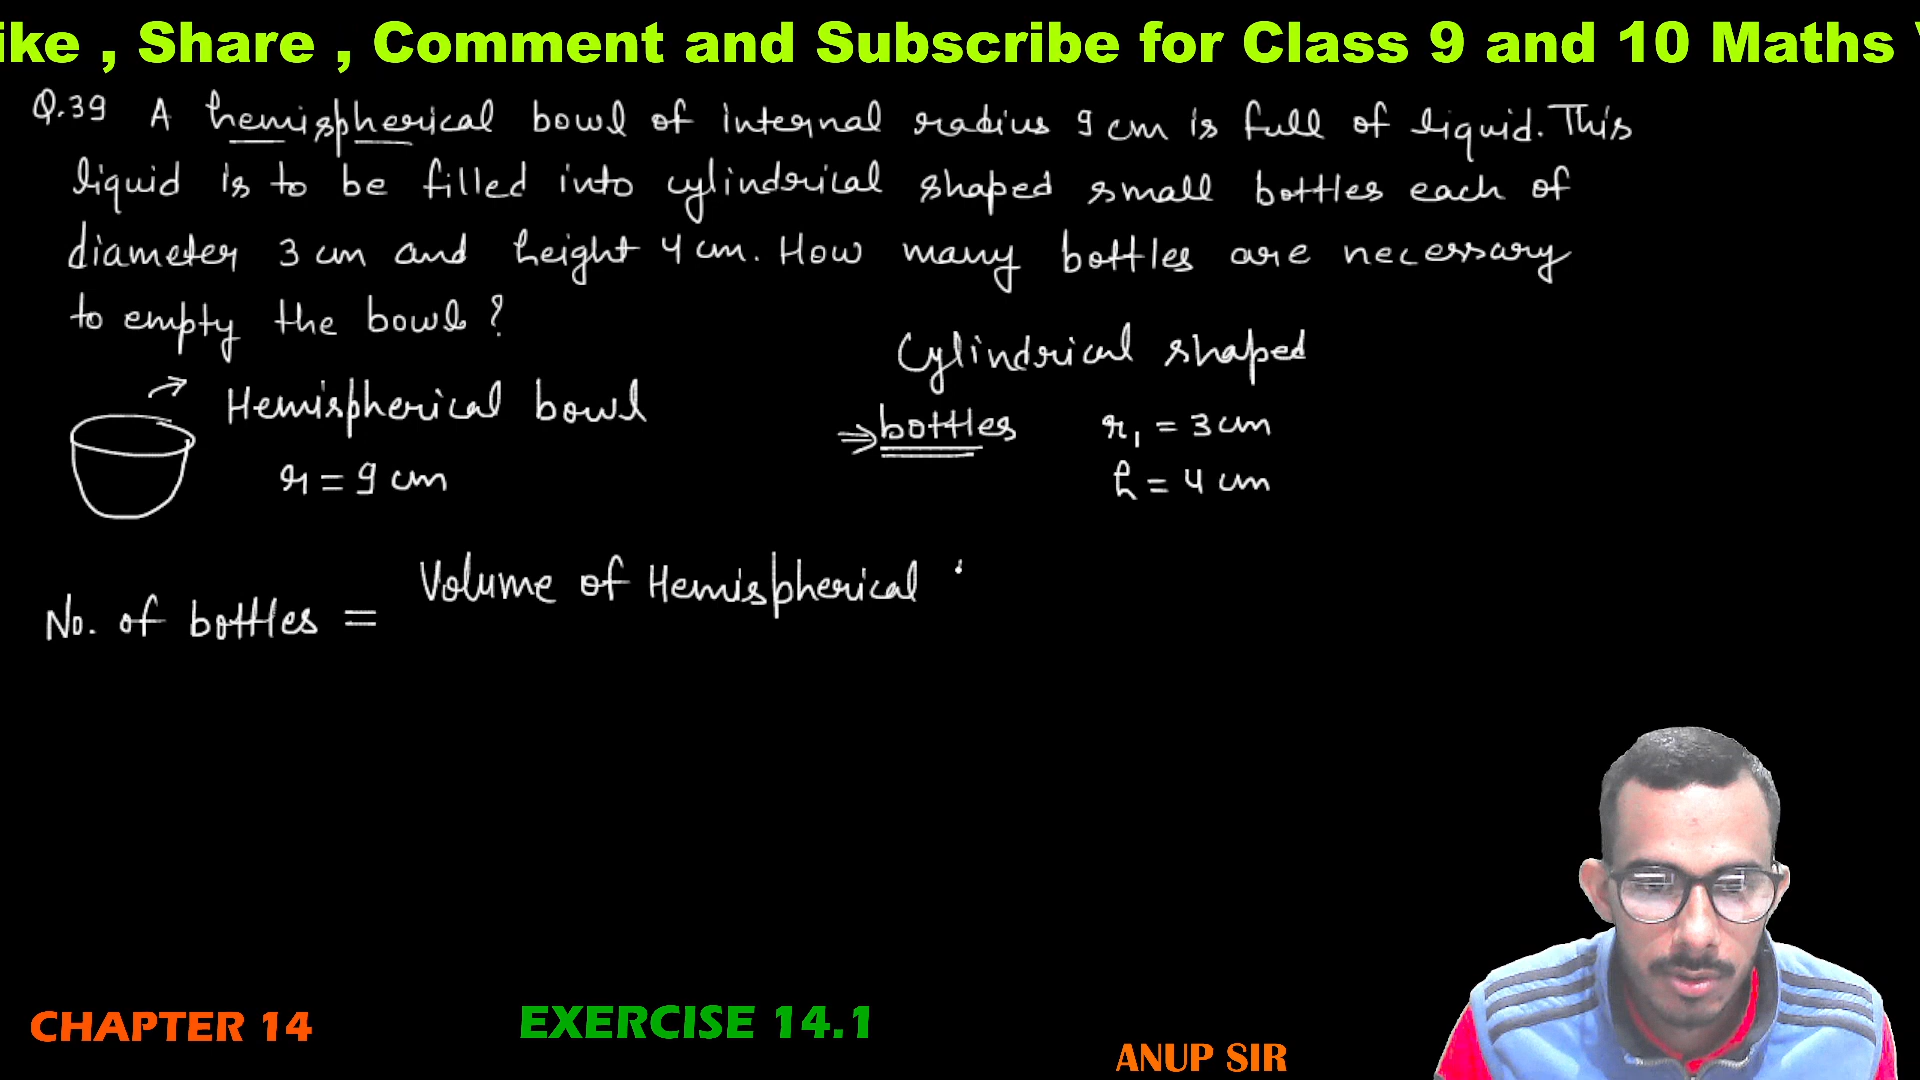 ike , Share , Comment and Subscribe for Class 9 and 10 Maths
Q.39 A hemispherical bowl of internal radius 9 cm is full of liquid. This
liquid is to be filled into cylindrical shaped small bottles each of
diameter 3 cm and height 4 cm. How many bottles are necessary
to empty the bowl ?
Cylindrical shaped
→ Hemispherical bowl
⇒ bottles r₁ = 3 cm
r = 9 cm
h = 4 cm
Volume of Hemispherical
No. of bottles =
CHAPTER 14
EXERCISE 14.1
ANUP SIR